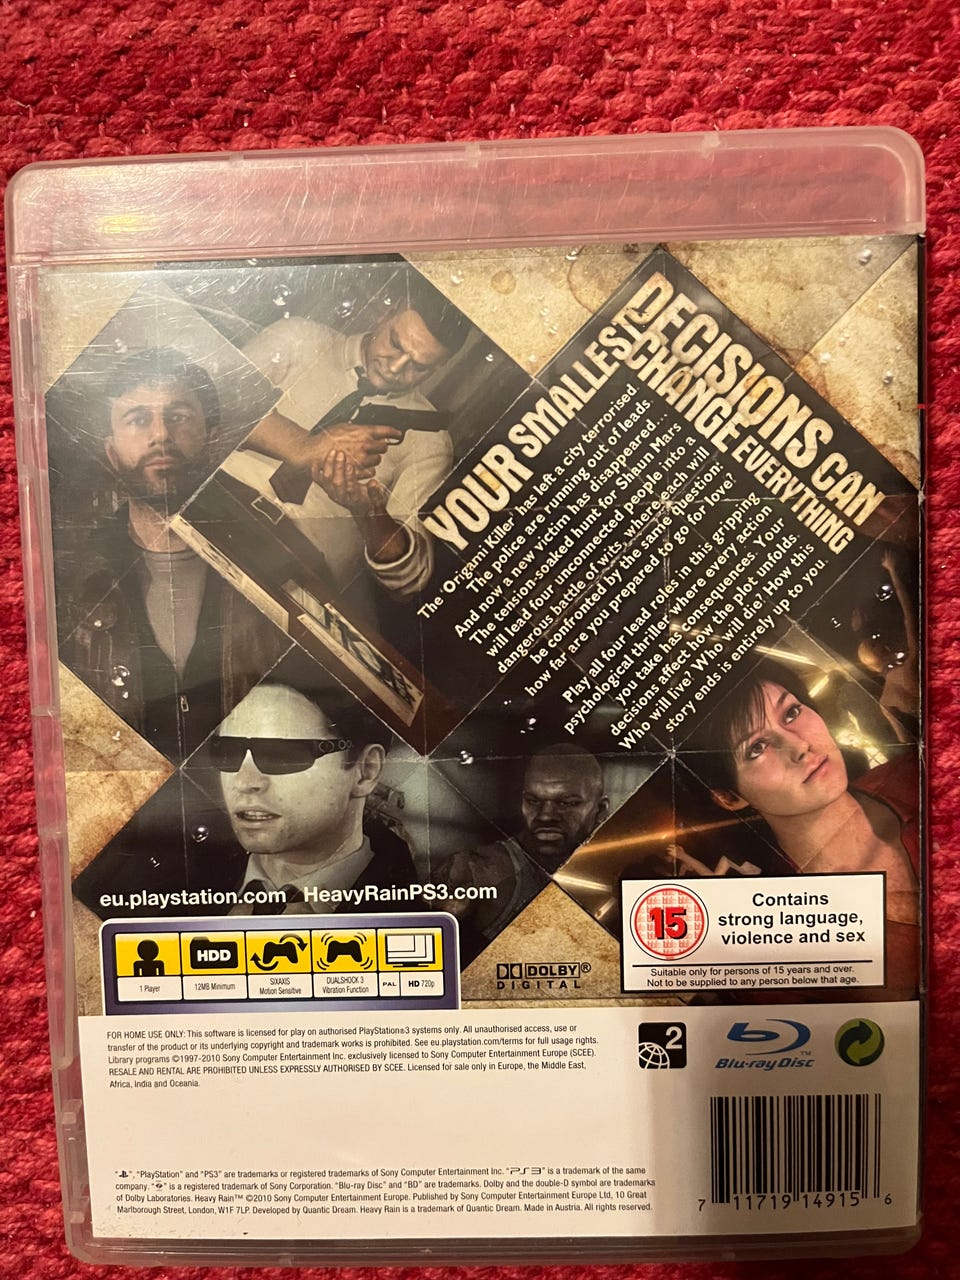 YOUR SMALLEST
DECISIONS CAN
CHANGE EVERYTHING
The 'Origami Killer' has left a city terrorised.
The police are running out of leads.
And now a new victim has disappeared...
The tension-soaked hunt for Shaun Mars
will lead four unconnected people into a
dangerous battle of wits, where each will
be confronted by the same question:
how far are you prepared to go for love?
Play all four lead roles in this gripping
psychological thriller where every action
you take has consequences. Your
decisions affect how the plot unfolds.
Who will live? Who will die? How this
story ends is entirely up to you.
eu.playstation.com HeavyRainPS3.com
HDD
1 Player
12MB Minimum
SIXAXIS
Motion Sensitive
DUALSHOCK 3
Vibration Function
PAL
HD 720p
DOLBY®
DIGITAL
15
Contains
strong language,
violence and sex
Suitable only for persons of 15 years and over.
Not to be supplied to any person below that age.
FOR HOME USE ONLY: This software is licensed for play on authorised PlayStation®3 systems only. All unauthorised access, use or
transfer of the product or its underlying copyright and trademark works is prohibited. See eu.playstation.com/terms for full usage rights.
Library programs ©1997-2010 Sony Computer Entertainment Inc. exclusively licensed to Sony Computer Entertainment Europe (SCEE).
RESALE AND RENTAL ARE PROHIBITED UNLESS EXPRESSLY AUTHORISED BY SCEE. Licensed for sale only in Europe, the Middle East,
Africa, India and Oceania.
2
Blu-ray Disc™
" ", "PlayStation" and "PS3" are trademarks or registered trademarks of Sony Computer Entertainment Inc. "PS3" is a trademark of the same
company. " " is a registered trademark of Sony Corporation. "Blu-ray Disc" and "BD" are trademarks. Dolby and the double-D symbol are trademarks
of Dolby Laboratories. Heavy Rain™ ©2010 Sony Computer Entertainment Europe. Published by Sony Computer Entertainment Europe Ltd, 10 Great
Marlborough Street, London, W1F 7LP. Developed by Quantic Dream. Heavy Rain is a trademark of Quantic Dream. Made in Austria. All rights reserved.
7 11719 14915 6